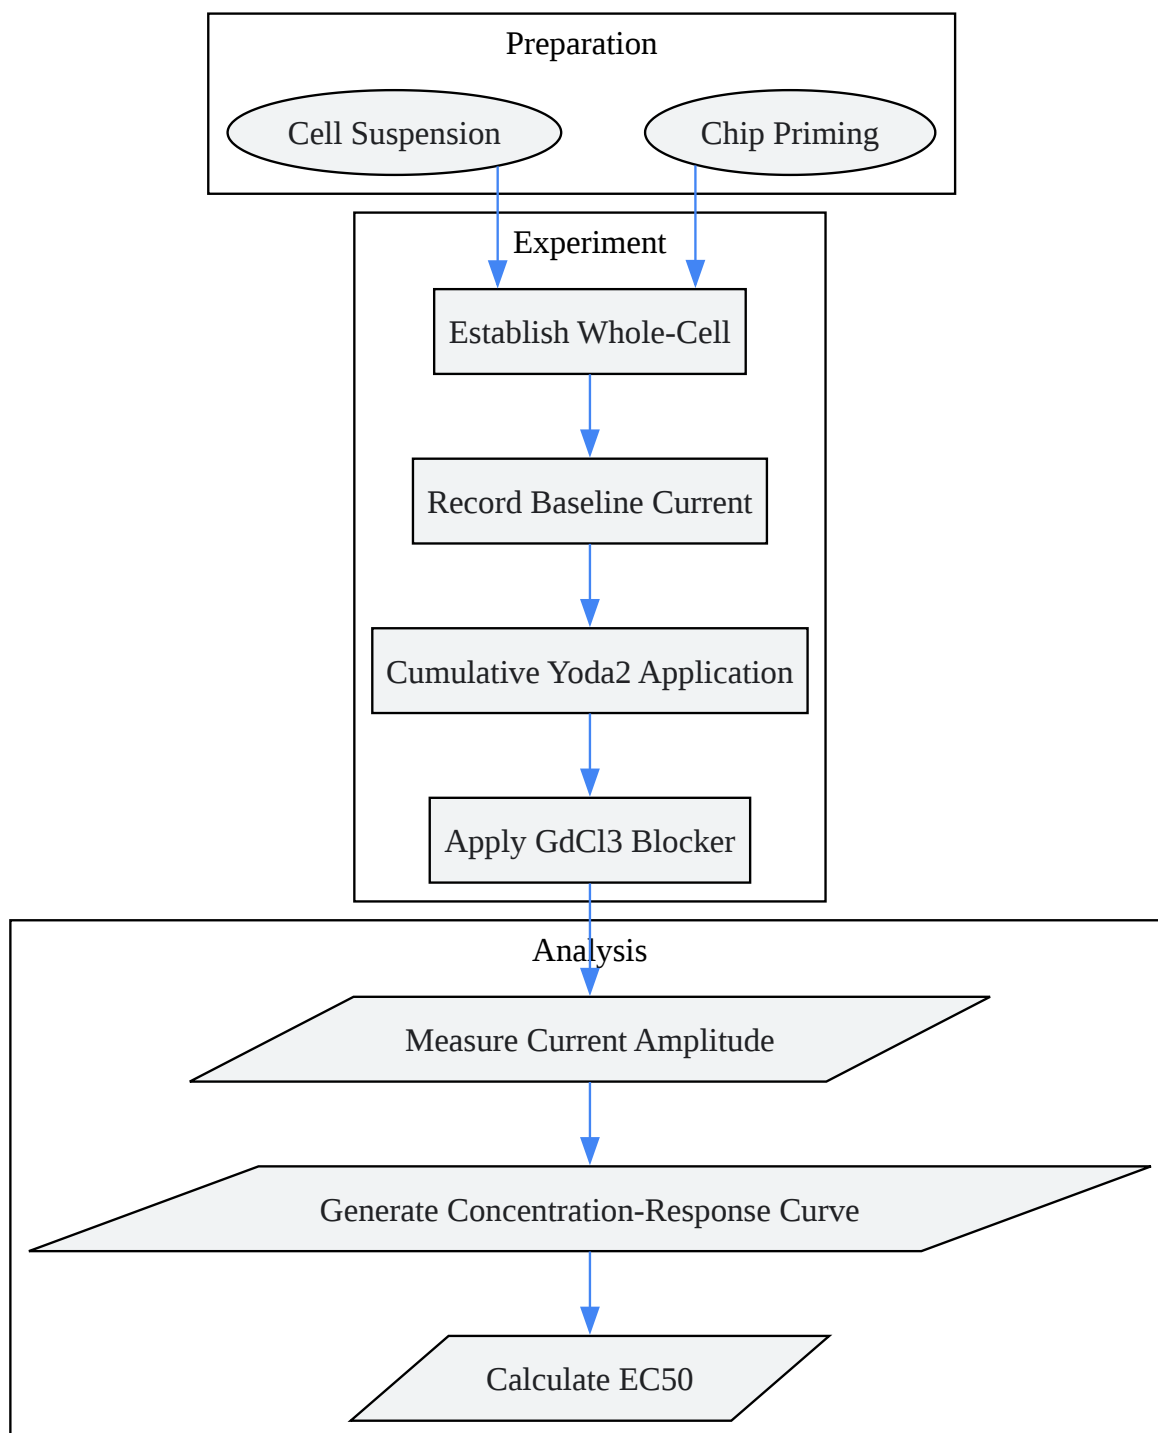 Preparation
Cell Suspension
Chip Priming
Experiment
Establish Whole-Cell
Record Baseline Current
Cumulative Yoda2 Application
Apply GdCl3 Blocker
Analysis
Measure Current Amplitude
Generate Concentration-Response Curve
Calculate EC50